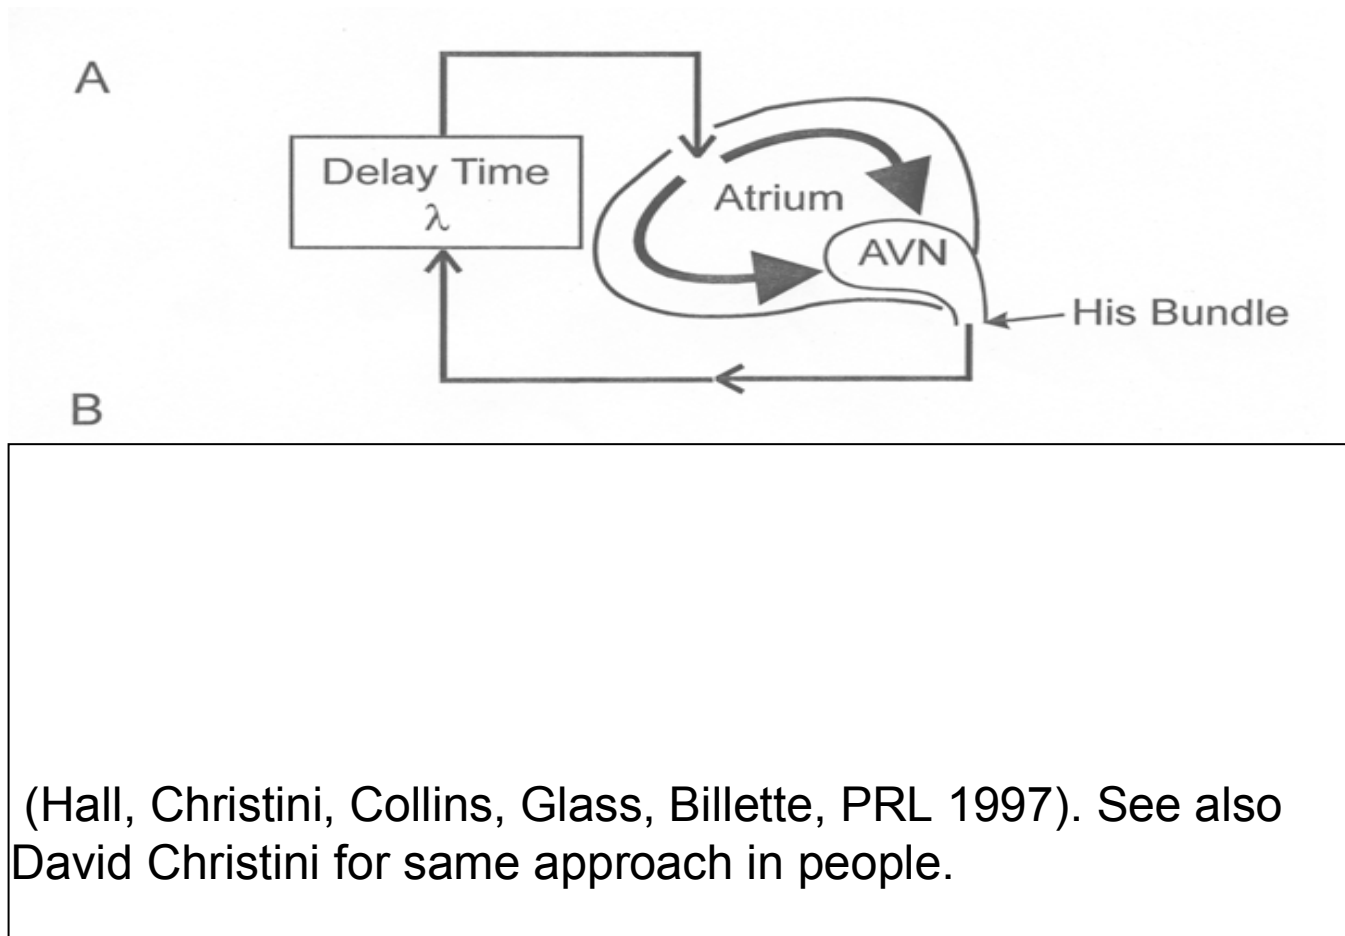 A
Delay Time
λ
Atrium
AVN
His Bundle
B
(Hall, Christini, Collins, Glass, Billette, PRL 1997). See also
David Christini for same approach in people.